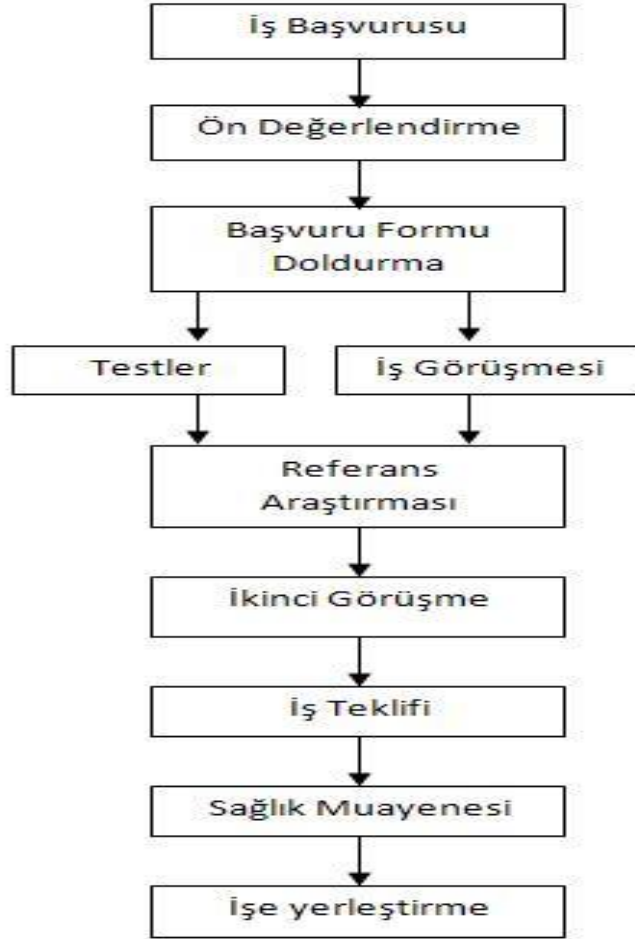 İş Başvurusu
Ön Değerlendirme
Başvuru Formu
Doldurma
Testler
İş Görüşmesi
Referans
Araştırması
İkinci Görüşme
İş Teklifi
Sağlık Muayenesi
İşe yerleştirme